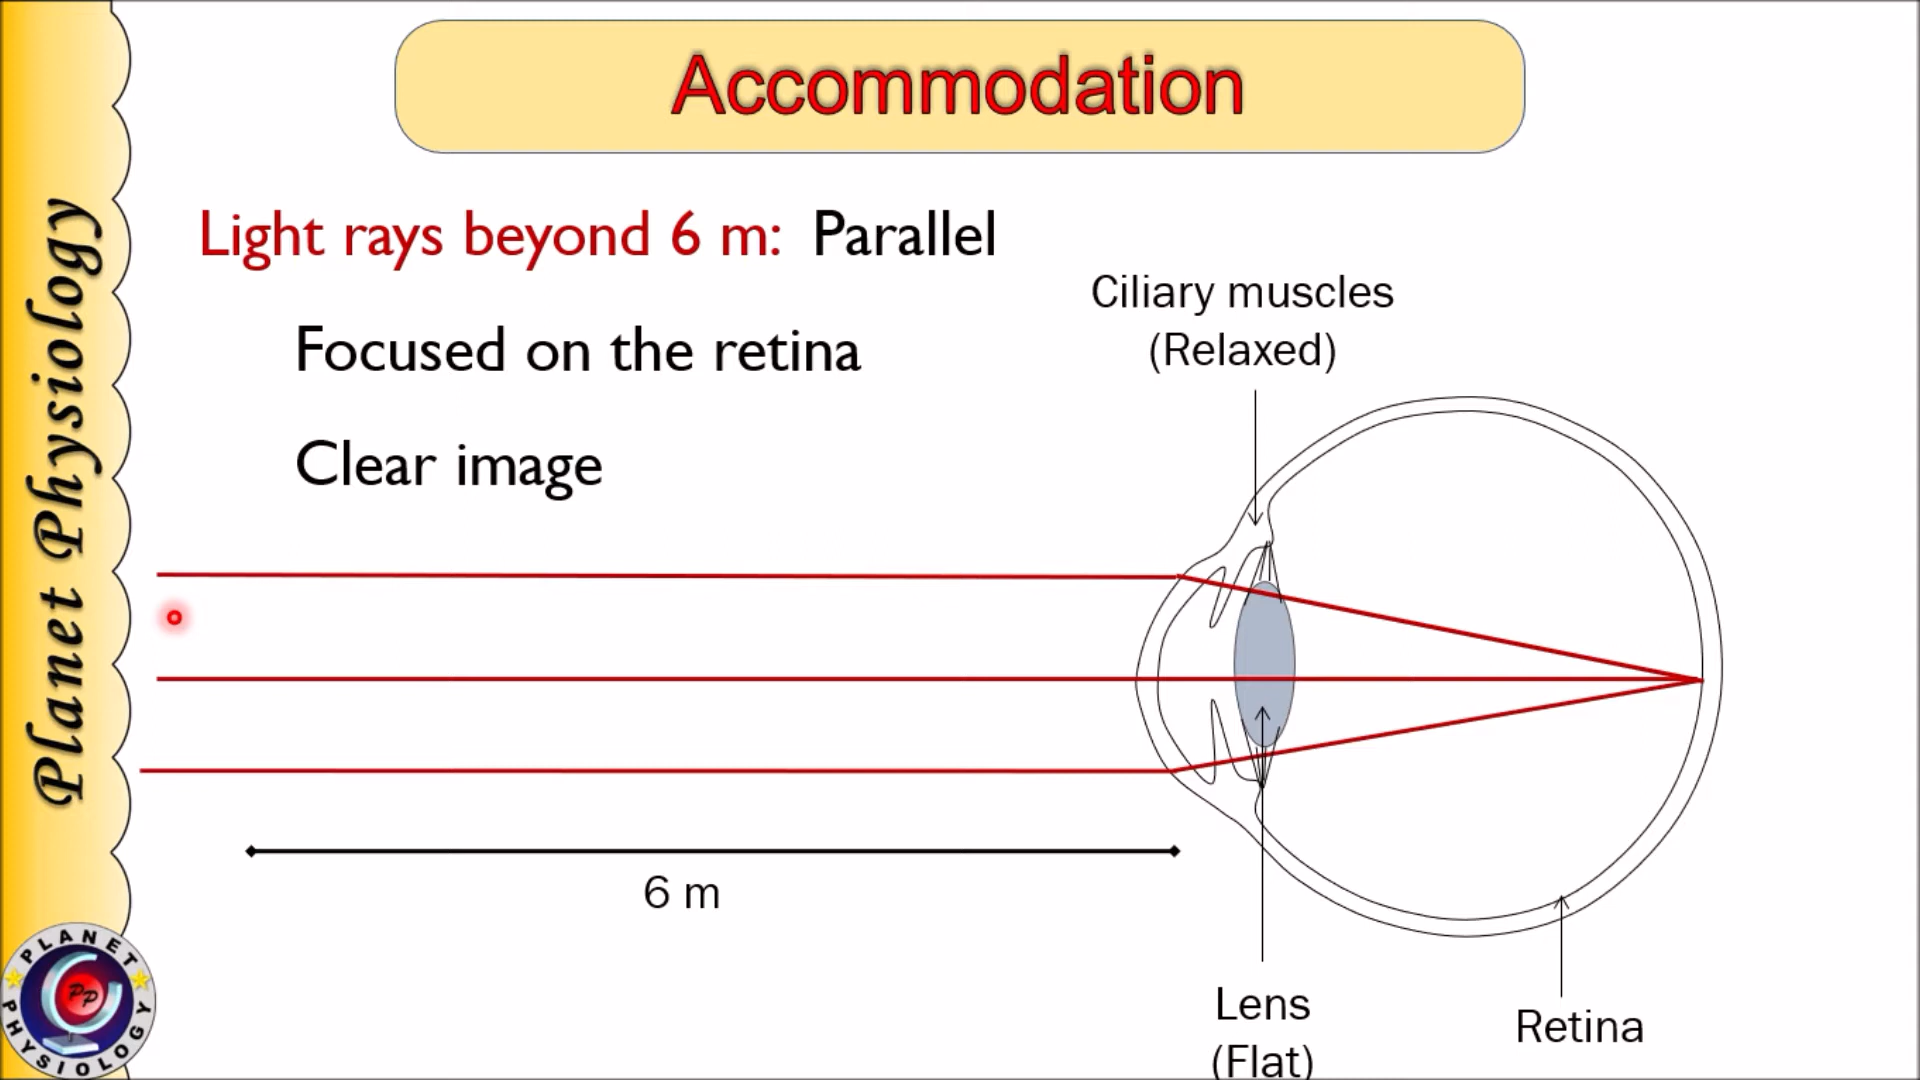 Accommodation
Light rays beyond 6 m: Parallel
Focused on the retina
Clear image
Ciliary muscles
(Relaxed)
6 m
Lens
(Flat)
Retina
Planet Physiology
PLANET
PHYSIOLOGY
PP